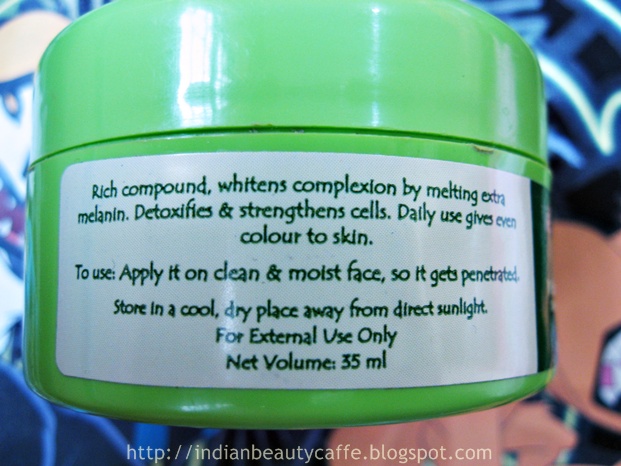 Rich compound, whitens complexion by melting extra
melanin. Detoxifies & strengthens cells. Daily use gives even
colour to skin.
To use: Apply it on clean & moist face, so it gets penetrated.
Store in a cool, dry place away from direct sunlight.
For External Use Only
Net Volume: 35 ml
http://indianbeautycaffe.blogspot.com